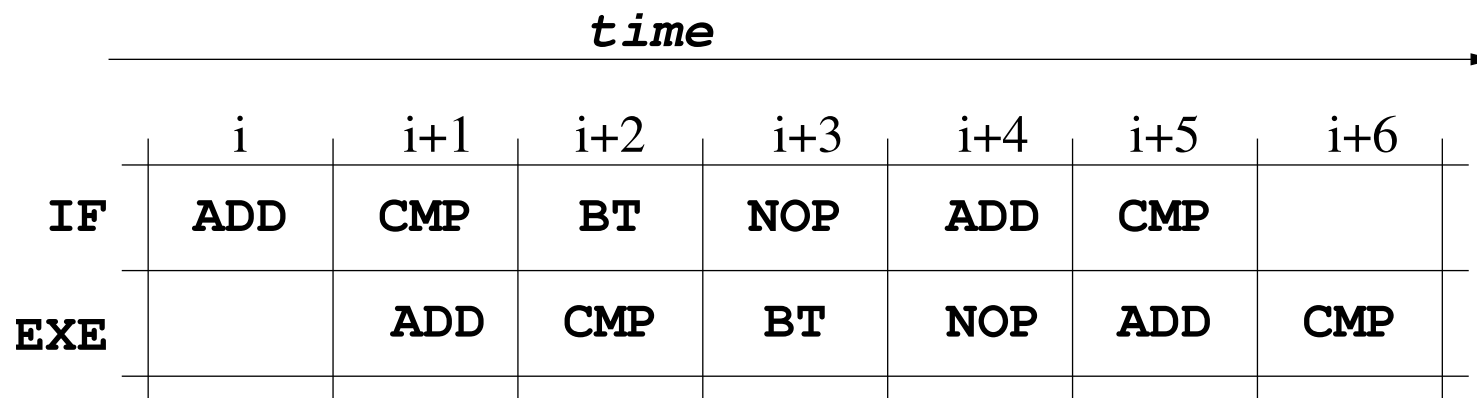 time
i i+1 i+2 i+3 i+4 i+5 i+6
IF ADD CMP BT NOP ADD CMP
EXE ADD CMP BT NOP ADD CMP